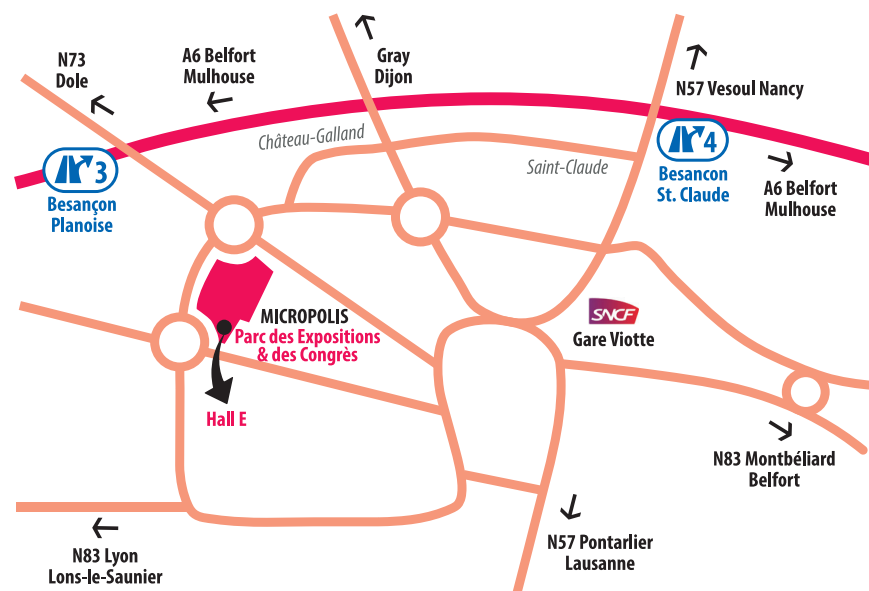 N73
Dole
A6 Belfort
Mulhouse
Gray
Dijon
N57 Vesoul Nancy
Château-Galland
Saint-Claude
3
Besançon
Planoise
4
Besancon
St. Claude
A6 Belfort
Mulhouse
MICROPOLIS
Parc des Expositions
& des Congrès
Hall E
SNCF
Gare Viotte
N83 Montbéliard
Belfort
N57 Pontarlier
Lausanne
N83 Lyon
Lons-le-Saunier